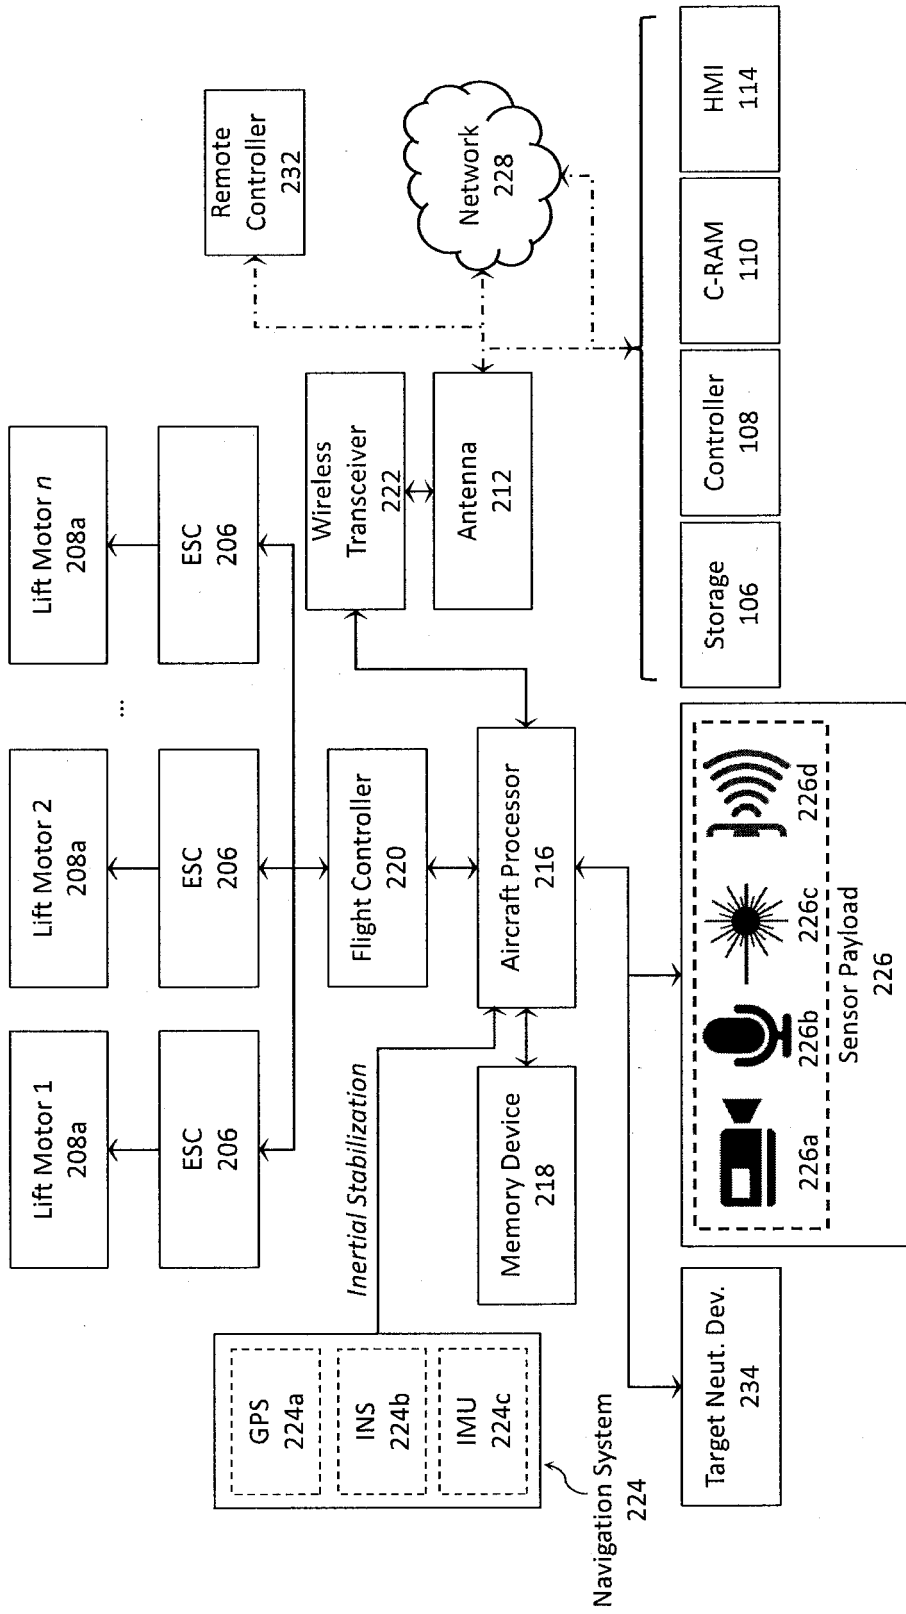 Lift Motor 1
208a
Lift Motor 2
208a
...
Lift Motor n
208a
ESC
206
ESC
206
ESC
206
Remote
Controller
232
GPS
224a
INS
224b
IMU
224c
Navigation System
224
Inertial Stabilization
Flight Controller
220
Wireless
Transceiver
222
Network
228
Memory Device
218
Aircraft Processor
216
Antenna
212
Target Neut. Dev.
234
226a
226b
226c
226d
Sensor Payload
226
Storage
106
Controller
108
C-RAM
110
HMI
114